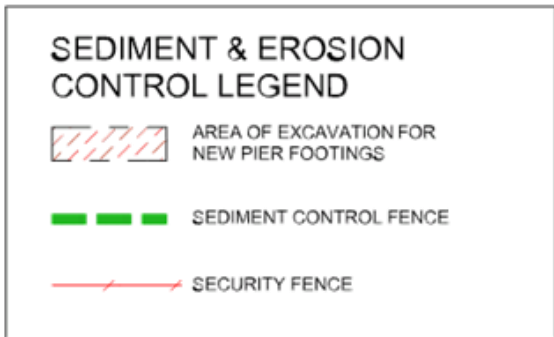 SEDIMENT & EROSION
CONTROL LEGEND
AREA OF EXCAVATION FOR
NEW PIER FOOTINGS
SEDIMENT CONTROL FENCE
SECURITY FENCE